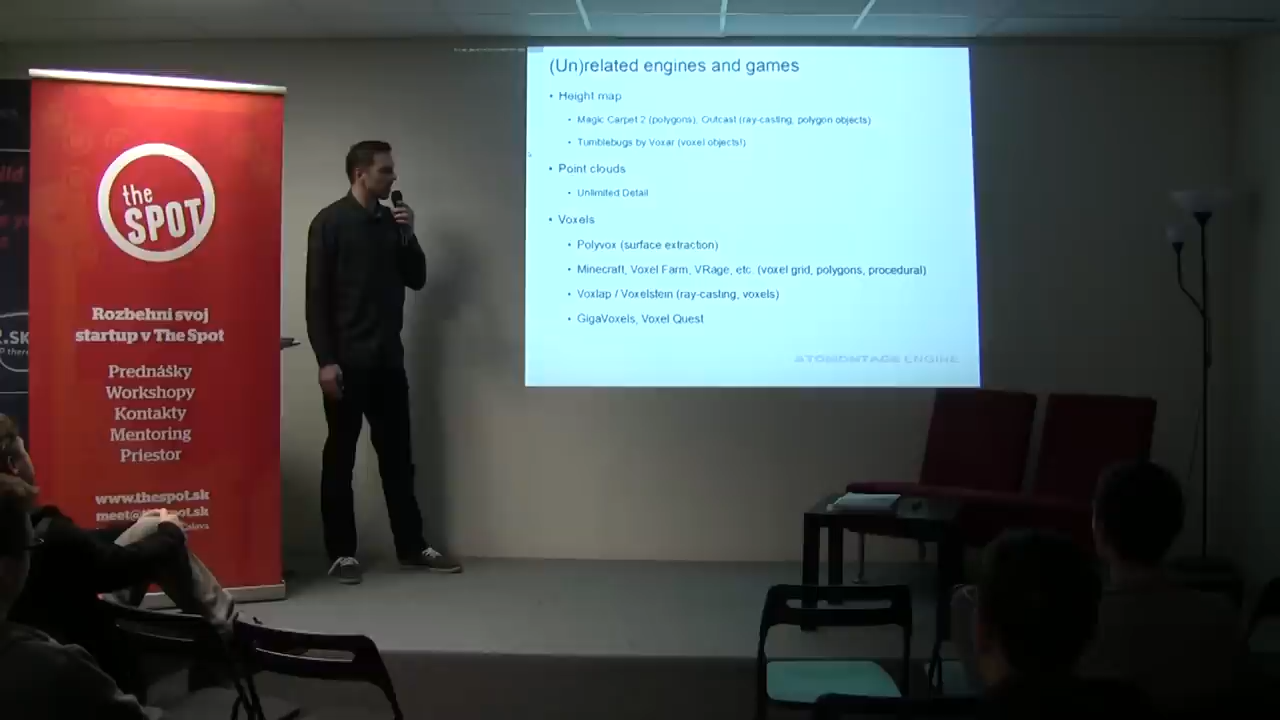 the
SPOT
Rozbehni svoj
startup v The Spot
Prednášky
Workshopy
Kontakty
Mentoring
Priestor
www.thespot.sk
(Un)related engines and games
• Height map
• Magic Carpet 2 (polygons), Outcast (ray-casting, polygon objects)
• Tumblebugs by Voxar (voxel objects!)
• Point clouds
• Unlimited Detail
• Voxels
• Polyvox (surface extraction)
• Minecraft, Voxel Farm, VRage, etc. (voxel grid, polygons, procedural)
• Voxlap / Voxelstein (ray-casting, voxels)
• GigaVoxels, Voxel Quest
ATOMONTAGE ENGINE